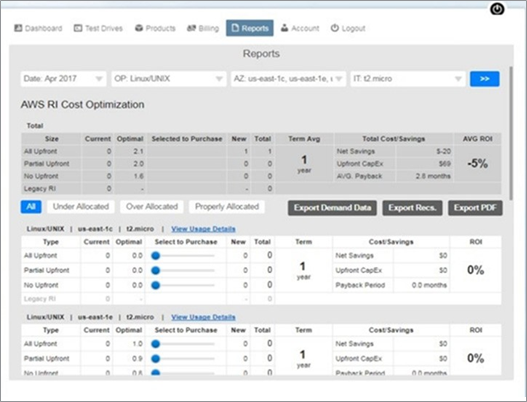 Dashboard Test Drives Products Billing Reports Account Logout
Reports
Date: Apr 2017 OP: Linux/UNIX AZ: us-east-1c, us-east-1e, IT: t2.micro >>
AWS RI Cost Optimization
Total
Size Current Optimal Selected to Purchase New Total Term Avg Total Cost/Savings AVG ROI
All Upfront 0 2.1 1 1 1 year Net Savings $-20 -5%
Partial Upfront 0 2.0 0 0 Upfront CapEx $69
No Upfront 0 1.6 0 0 AVG. Payback 2.8 months
Legacy RI 0 - - 0
All Under Allocated Over Allocated Properly Allocated Export Demand Data Export Recs. Export PDF
Linux/UNIX | us-east-1c | t2.micro | View Usage Details
Type Current Optimal Select to Purchase New Total Term Cost/Savings ROI
All Upfront 0 0.0 0 0 1 year Net Savings $0 0%
Partial Upfront 0 0.0 0 0 Upfront CapEx $0
No Upfront 0 0.0 0 0 Payback Period 0.0 months
Legacy RI 0 - - 0
Linux/UNIX | us-east-1e | t2.micro | View Usage Details
Type Current Optimal Select to Purchase New Total Term Cost/Savings ROI
All Upfront 0 1.0 0 0 1 year Net Savings $0 0%
Partial Upfront 0 0.9 0 0 Upfront CapEx $0
No Upfront 0 0.8 0 0 Payback Period 0.0 months